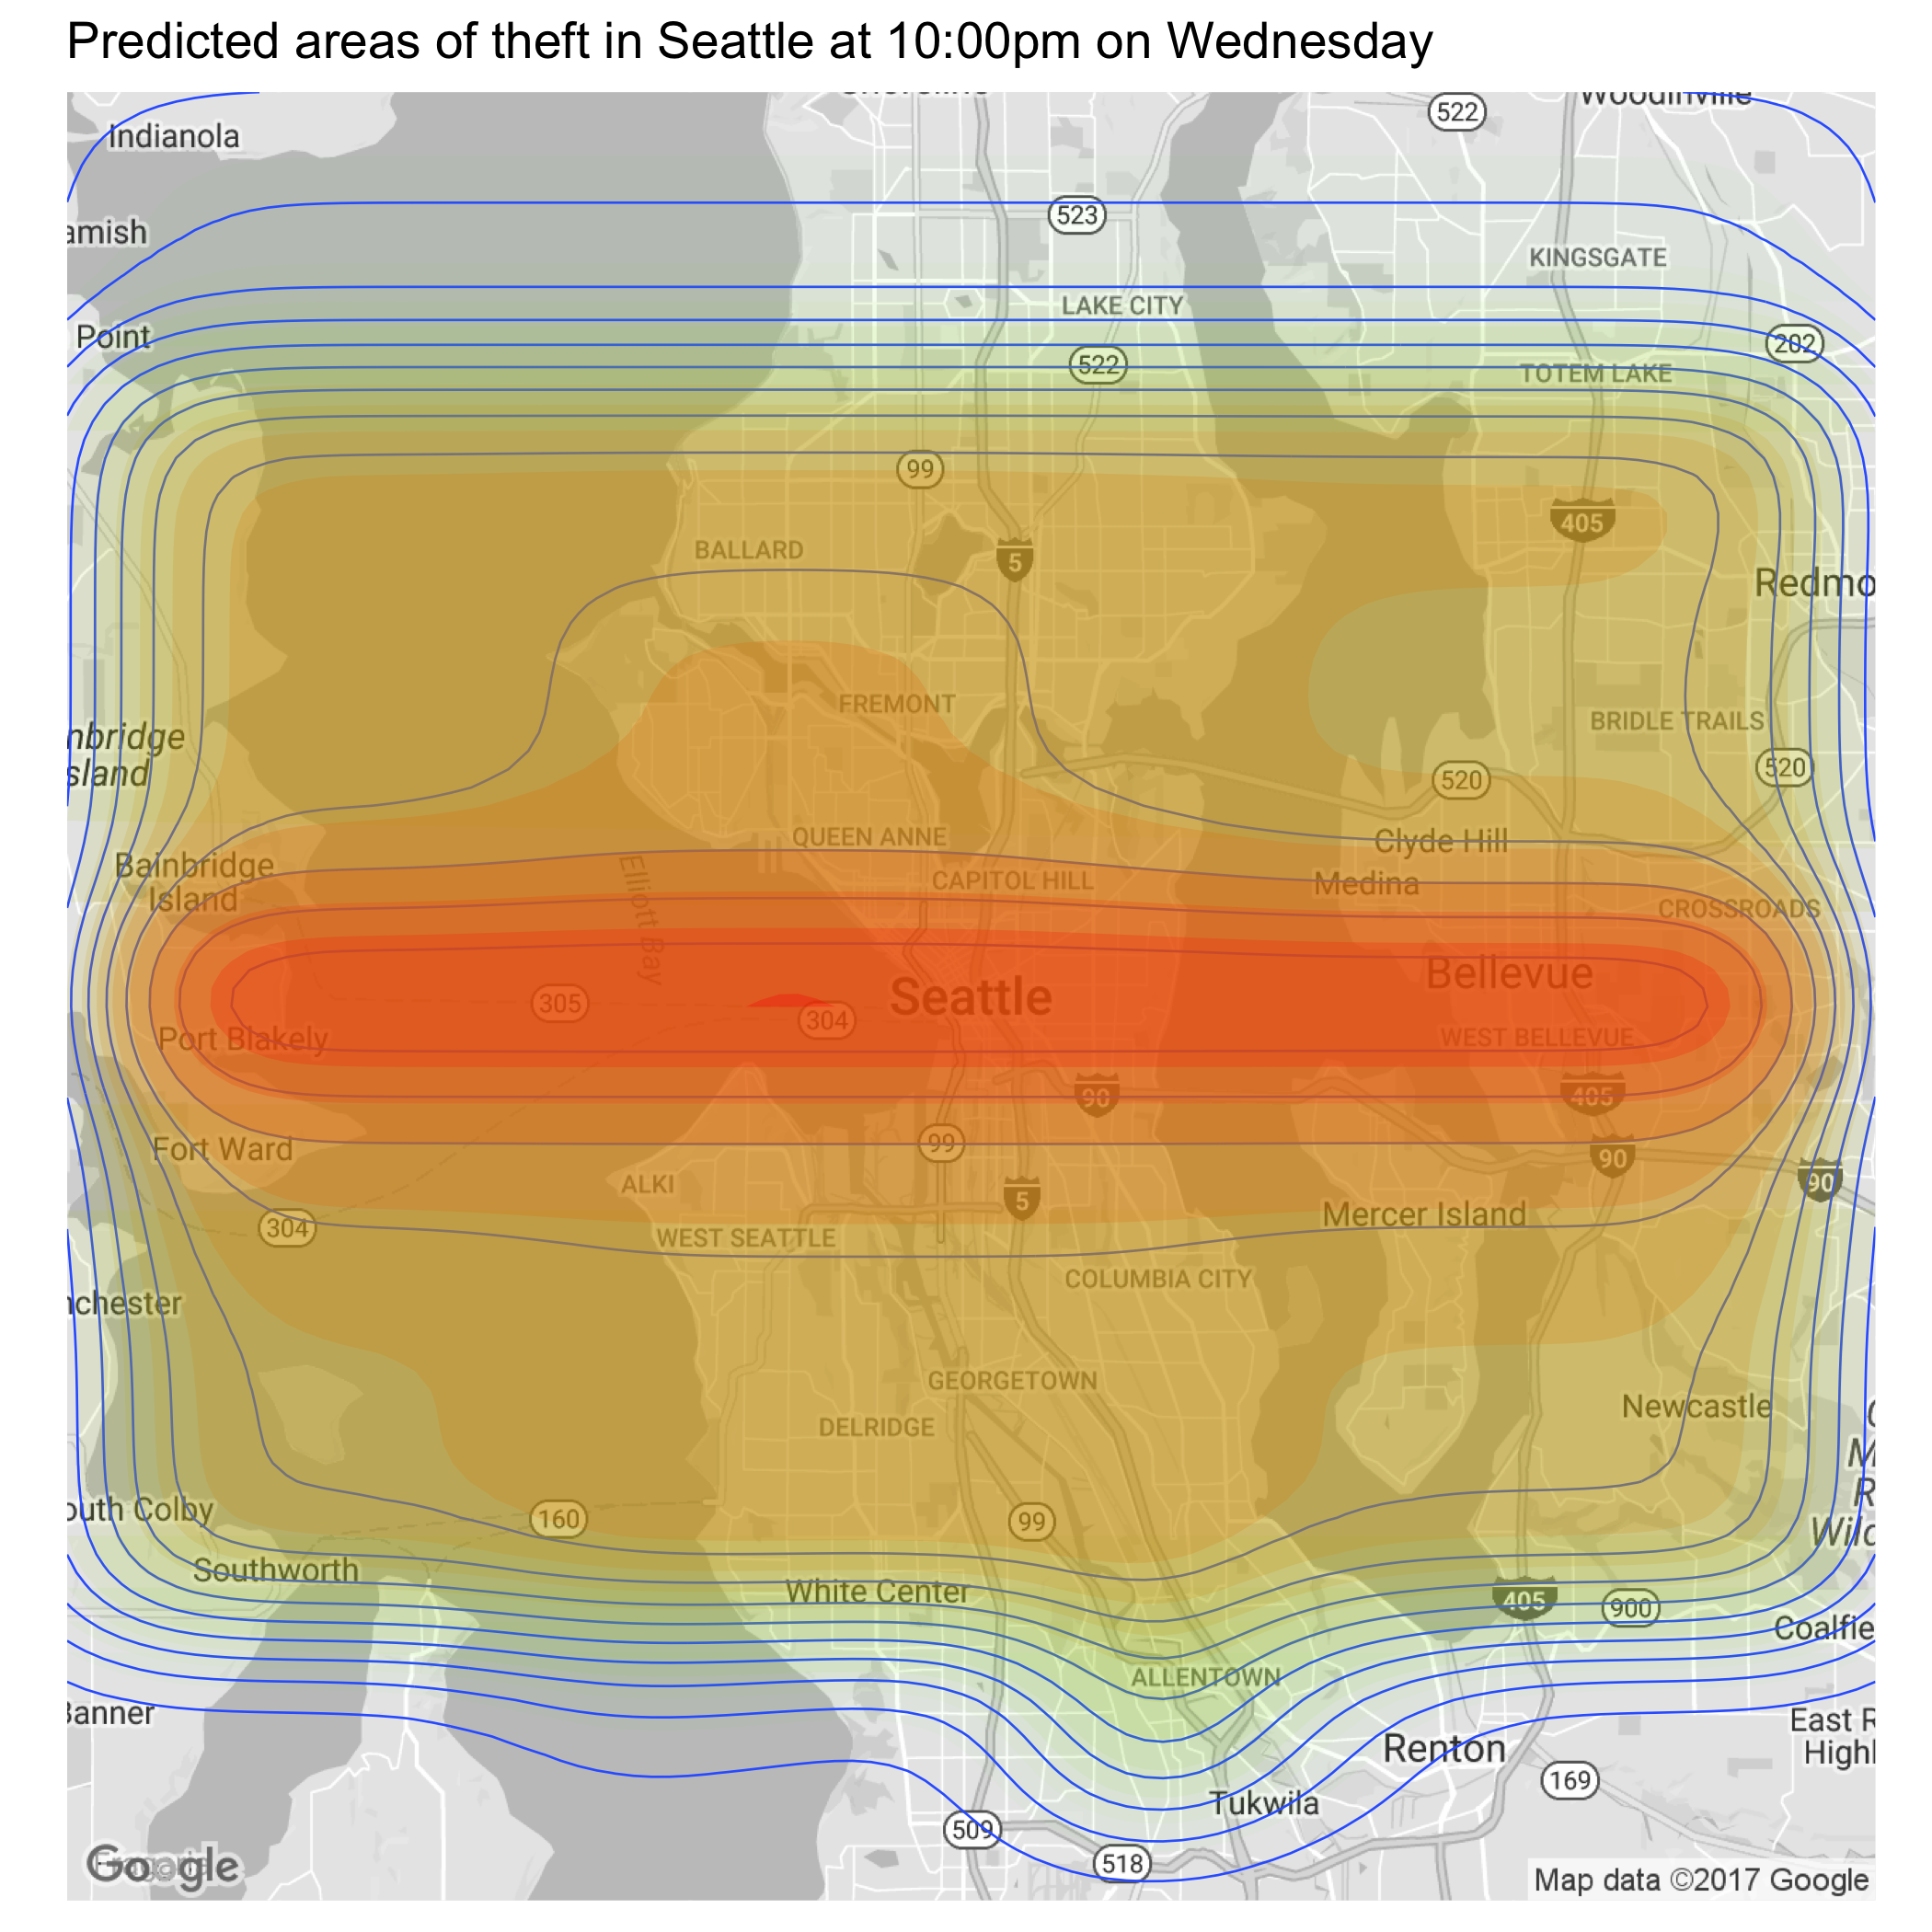 Predicted areas of theft in Seattle at 10:00pm on Wednesday
Woodinville
522
Indianola
523
amish
KINGSGATE
LAKE CITY
Point
202
522
TOTEM LAKE
99
405
BALLARD
5
Redmo
FREMONT
BRIDLE TRAILS
nbridge
sland
520
520
QUEEN ANNE
Clyde Hill
Bainbridge
Island
Elliott Bay
CAPITOL HILL
Medina
CROSSROADS
Bellevue
Seattle
305
304
Port Blakely
WEST BELLEVUE
90
405
99
Fort Ward
90
90
ALKI
5
304
WEST SEATTLE
Mercer Island
COLUMBIA CITY
nchester
GEORGETOWN
Newcastle
DELRIDGE
M
R
Wild
outh Colby
160
99
Southworth
White Center
405
900
Coalfie
ALLENTOWN
Banner
East R
Highl
Renton
169
Tukwila
509
518
Google
Map data ©2017 Google